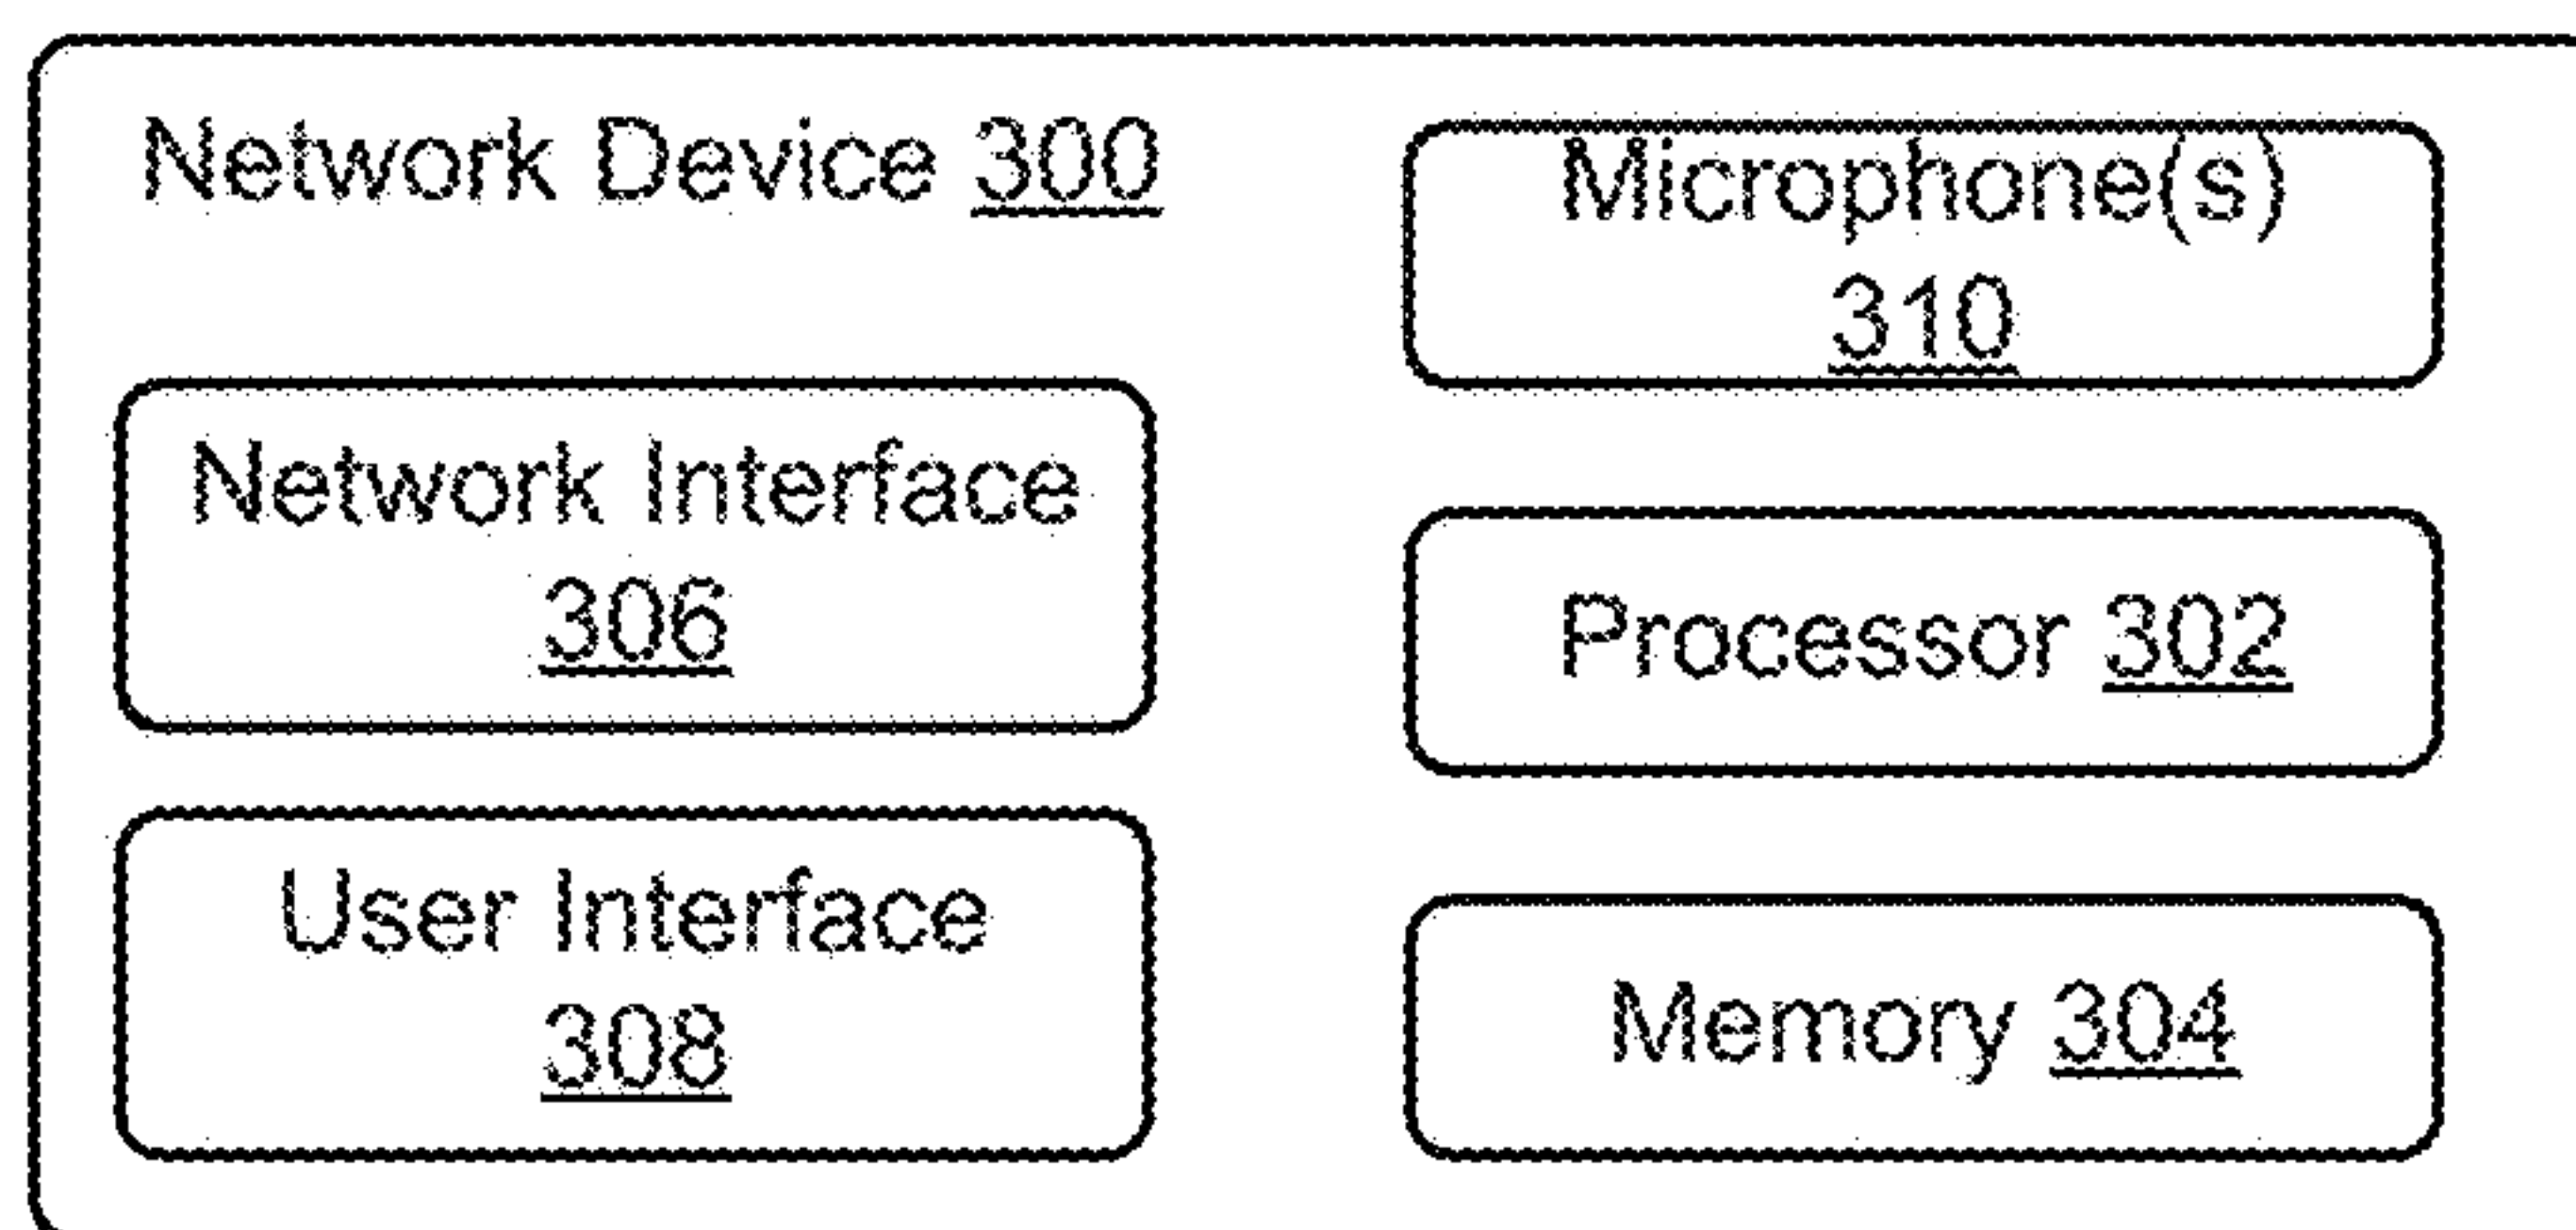 Network Device 300
Network Interface
306
User Interface
308
Microphone(s)
310
Processor 302
Memory 304